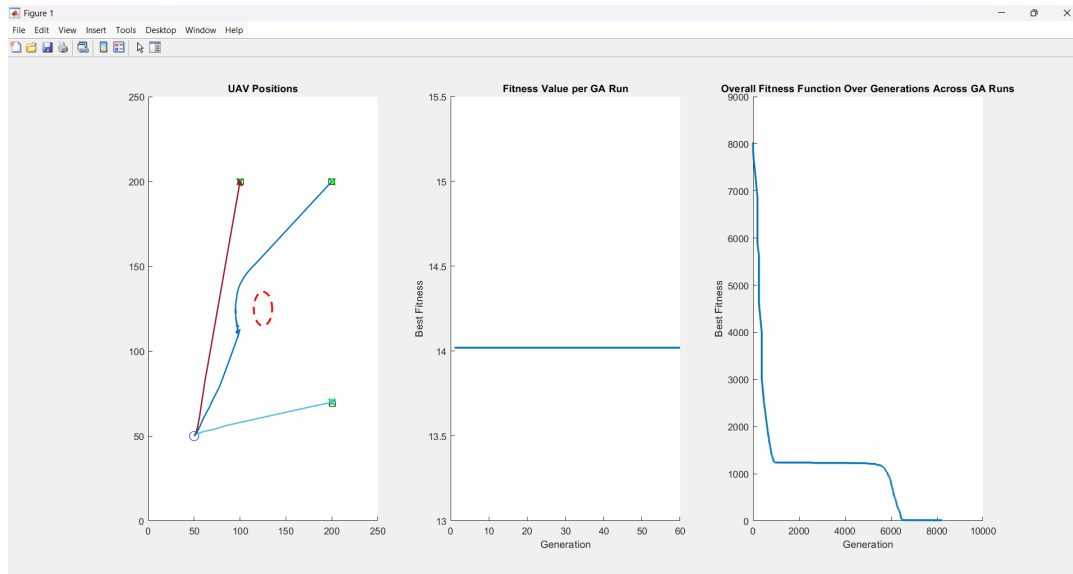 Figure 1
File Edit View Insert Tools Desktop Window Help
UAV Positions
250
200
150
100
50
0
0 50 100 150 200 250
Fitness Value per GA Run
15.5
15
14.5
14
13.5
13
Best Fitness
0 10 20 30 40 50 60
Generation
Overall Fitness Function Over Generations Across GA Runs
9000
8000
7000
6000
5000
4000
3000
2000
1000
0
Best Fitness
0 2000 4000 6000 8000 10000
Generation